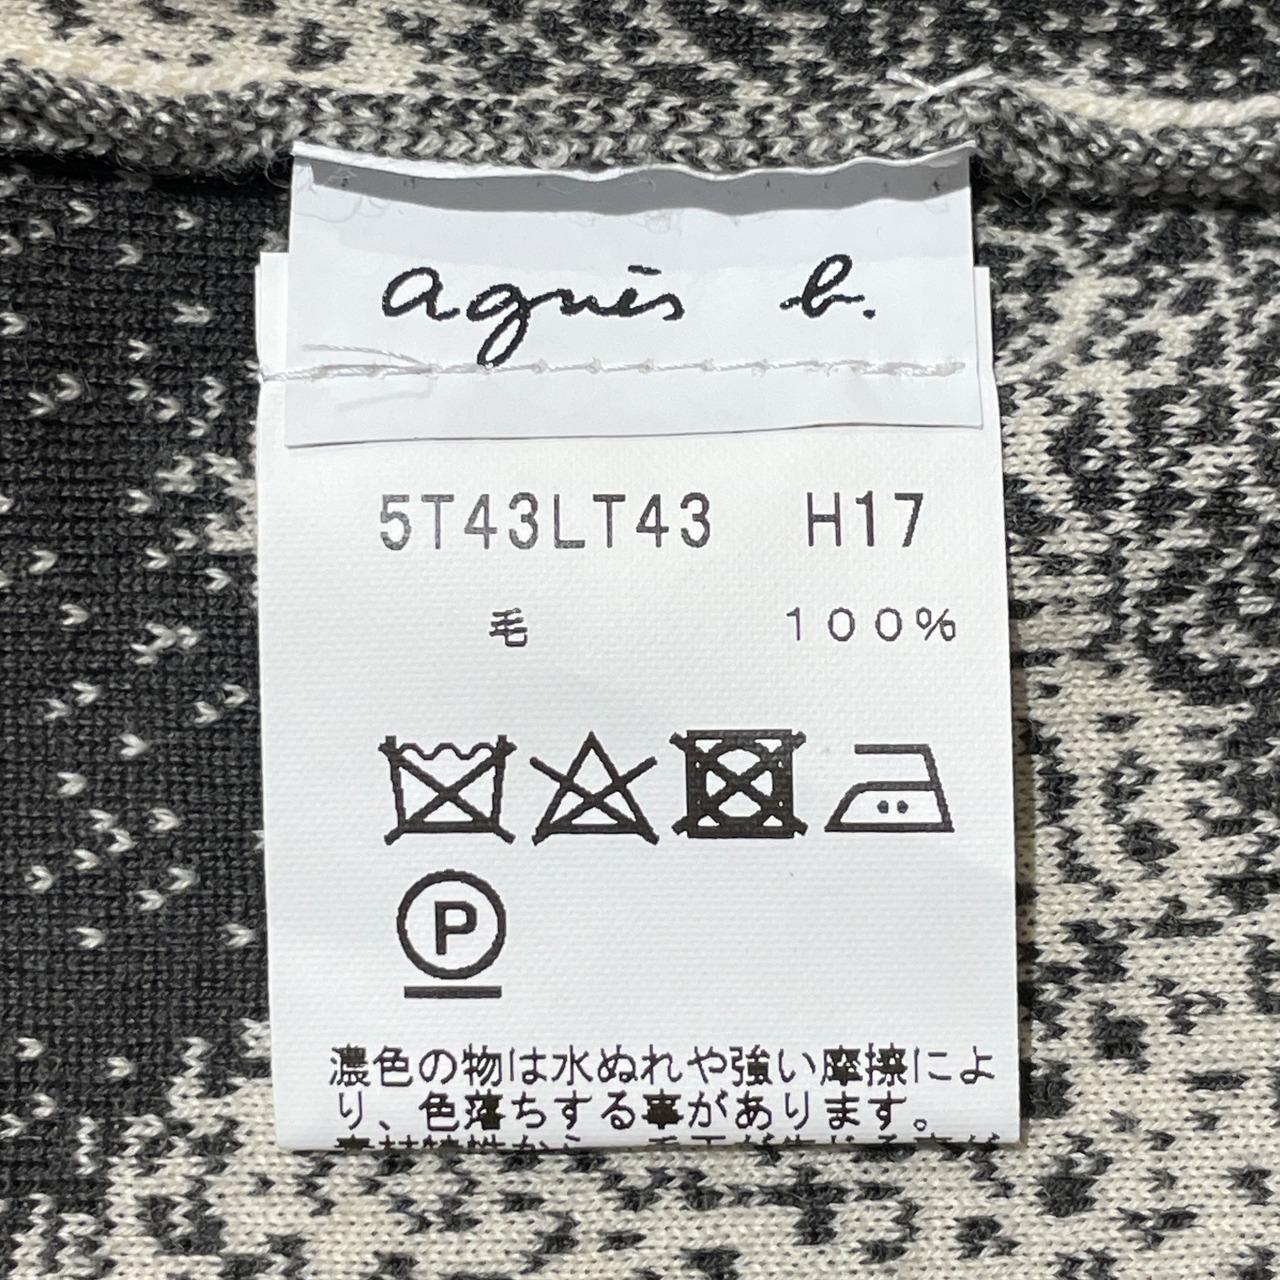 agnès b.
5T43LT43 H17
毛 100%
P
濃色の物は水ぬれや強い摩擦によ
り、色落ちする事があります。